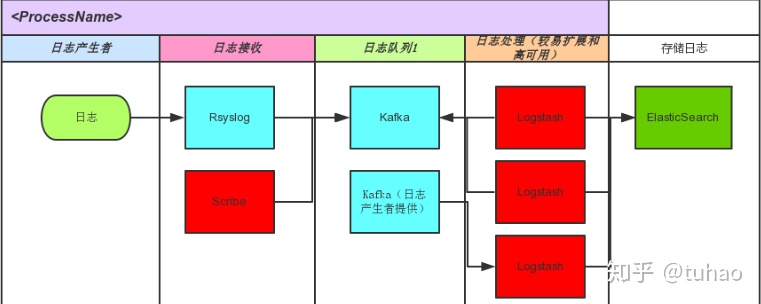 <ProcessName>
日志产生者
日志接收
日志队列1
日志处理（较易扩展和
高可用）
存储日志
日志
Rsyslog
Kafka
Logstash
ElasticSearch
Scribe
Kafka（日志
产生者提供）
Logstash
Logstash
知乎 @tuhao